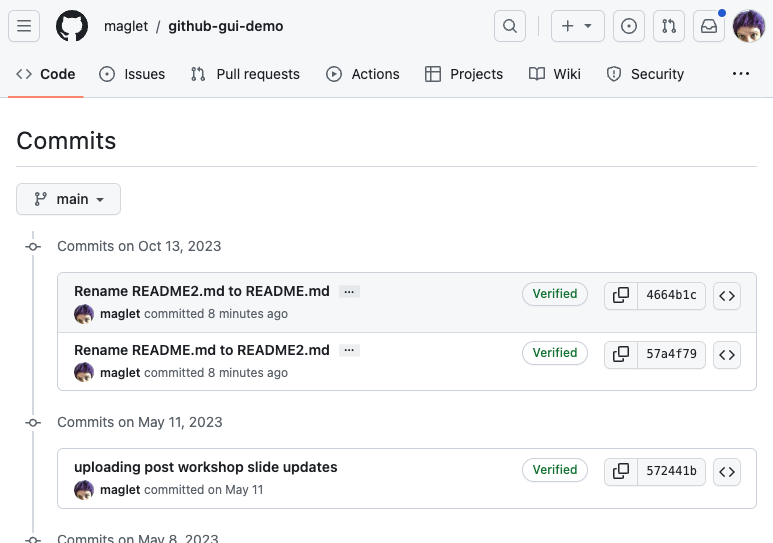 maglet / github-gui-demo
Code Issues Pull requests Actions Projects Wiki Security ...
Commits
main
Commits on Oct 13, 2023
Rename README2.md to README.md ...
Verified 4664b1c
maglet committed 8 minutes ago
Rename README.md to README2.md ...
Verified 57a4f79
maglet committed 8 minutes ago
Commits on May 11, 2023
uploading post workshop slide updates
Verified 572441b
maglet committed on May 11
Commits on May 8, 2023